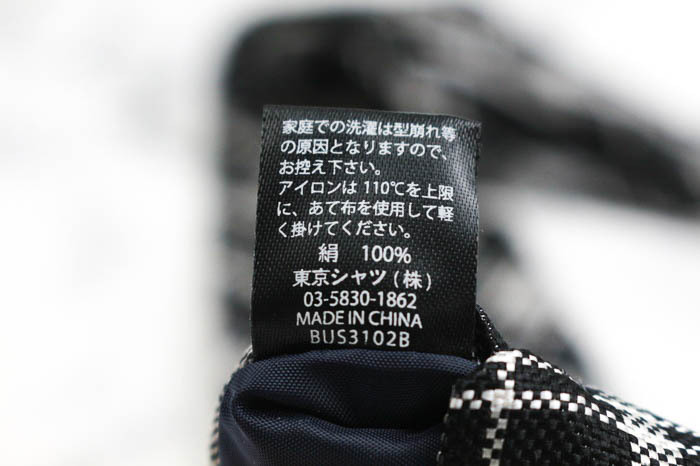 家庭での洗濯は型崩れ等
の原因となりますので、
お控え下さい。
アイロンは 110℃を上限
に、あて布を使用して軽
く掛けてください。
絹 100%
東京シャツ(株)
03-5830-1862
MADE IN CHINA
BUS3102B